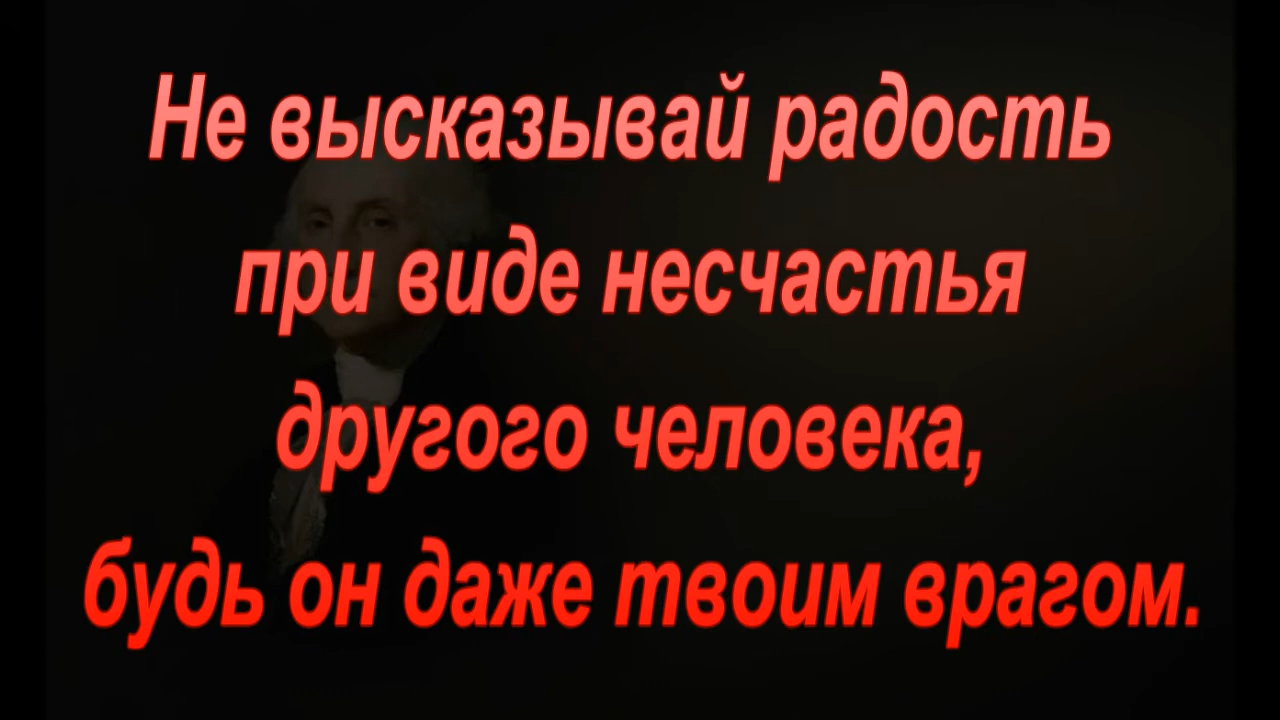 Не высказывай радость
при виде несчастья
другого человека,
будь он даже твоим врагом.